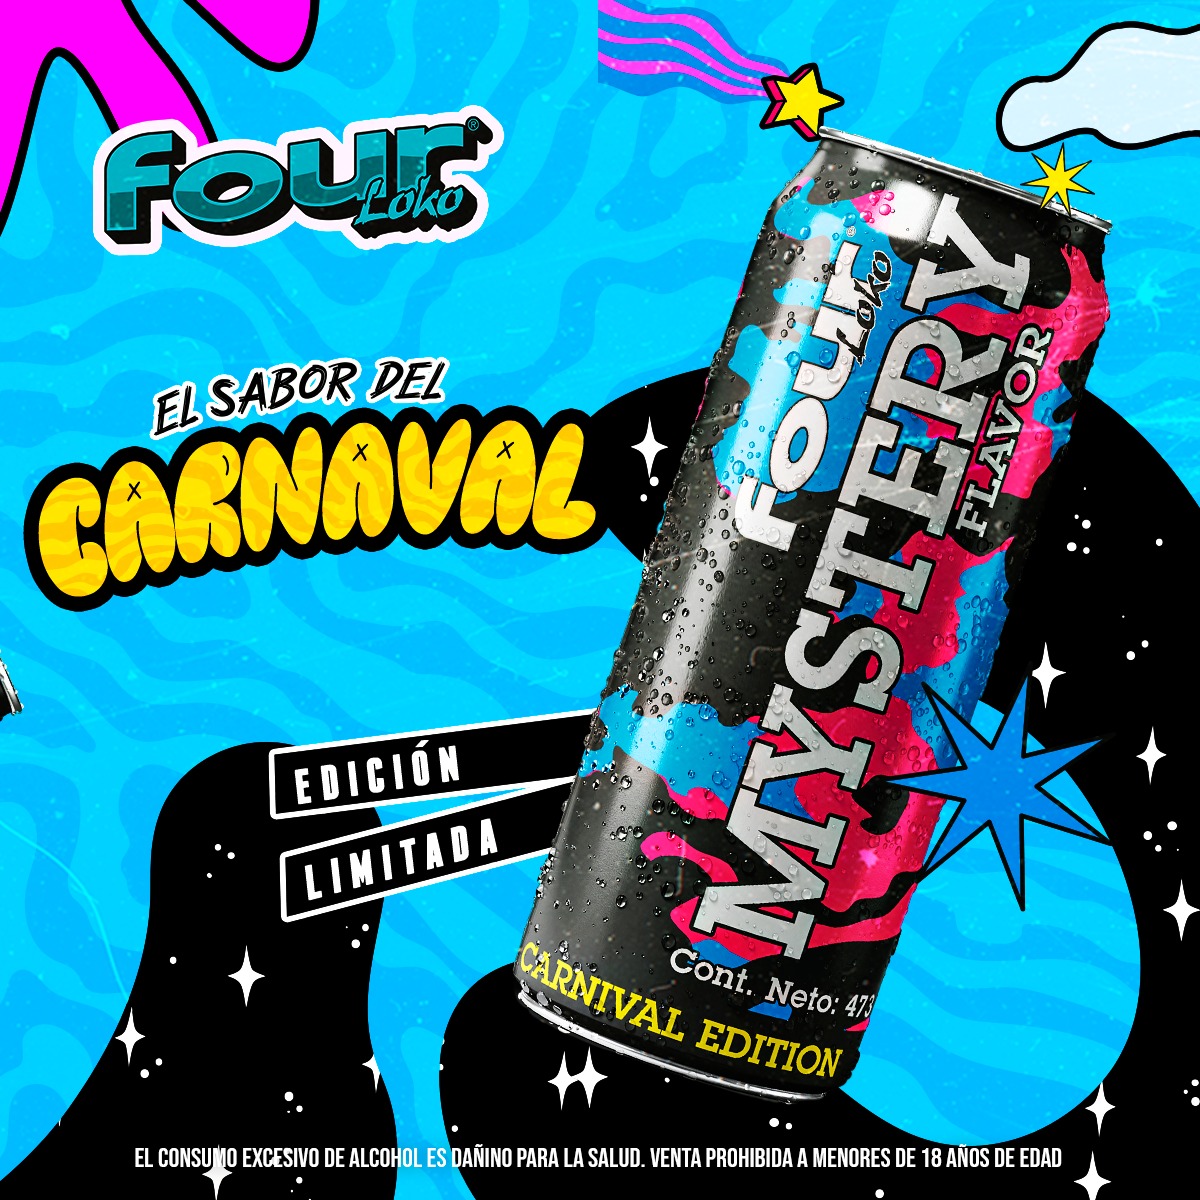 four®
Loko
EL SABOR DEL
CARNAVAL
EDICIÓN
LIMITADA
FOUR®
Loko
MYSTERY
FLAVOR
Cont. Neto: 473
CARNIVAL EDITION
EL CONSUMO EXCESIVO DE ALCOHOL ES DAÑINO PARA LA SALUD. VENTA PROHIBIDA A MENORES DE 18 AÑOS DE EDAD